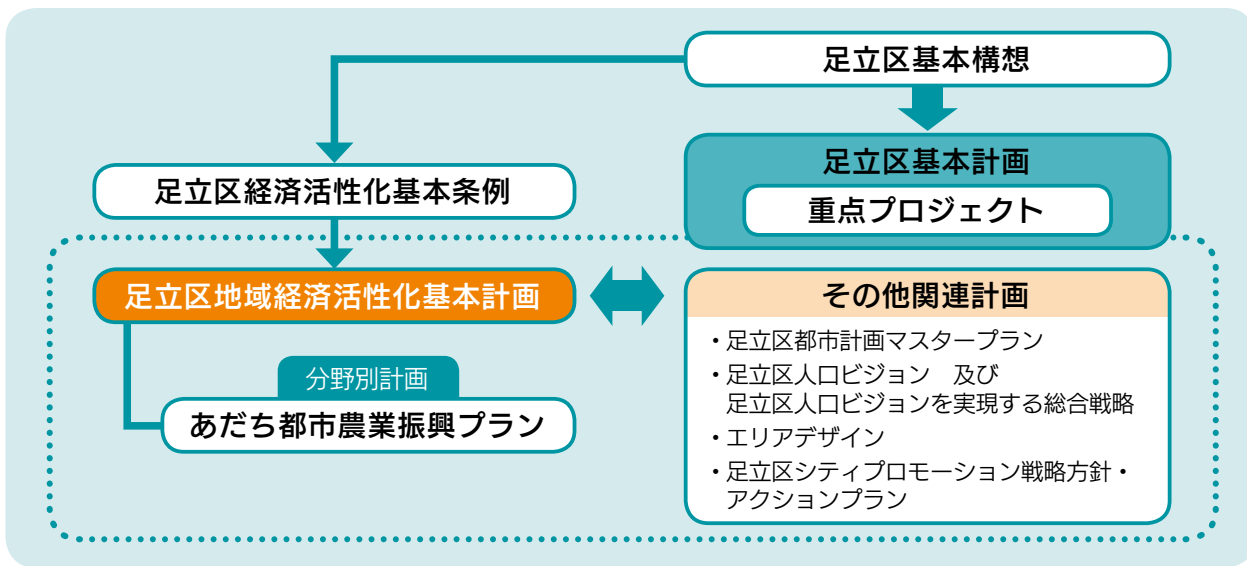 足立区基本構想
足立区基本計画
重点プロジェクト
足立区経済活性化基本条例
足立区地域経済活性化基本計画
分野別計画
あだち都市農業振興プラン
その他関連計画
・足立区都市計画マスタープラン
・足立区人口ビジョン　及び
足立区人口ビジョンを実現する総合戦略
・エリアデザイン
・足立区シティプロモーション戦略方針・
アクションプラン